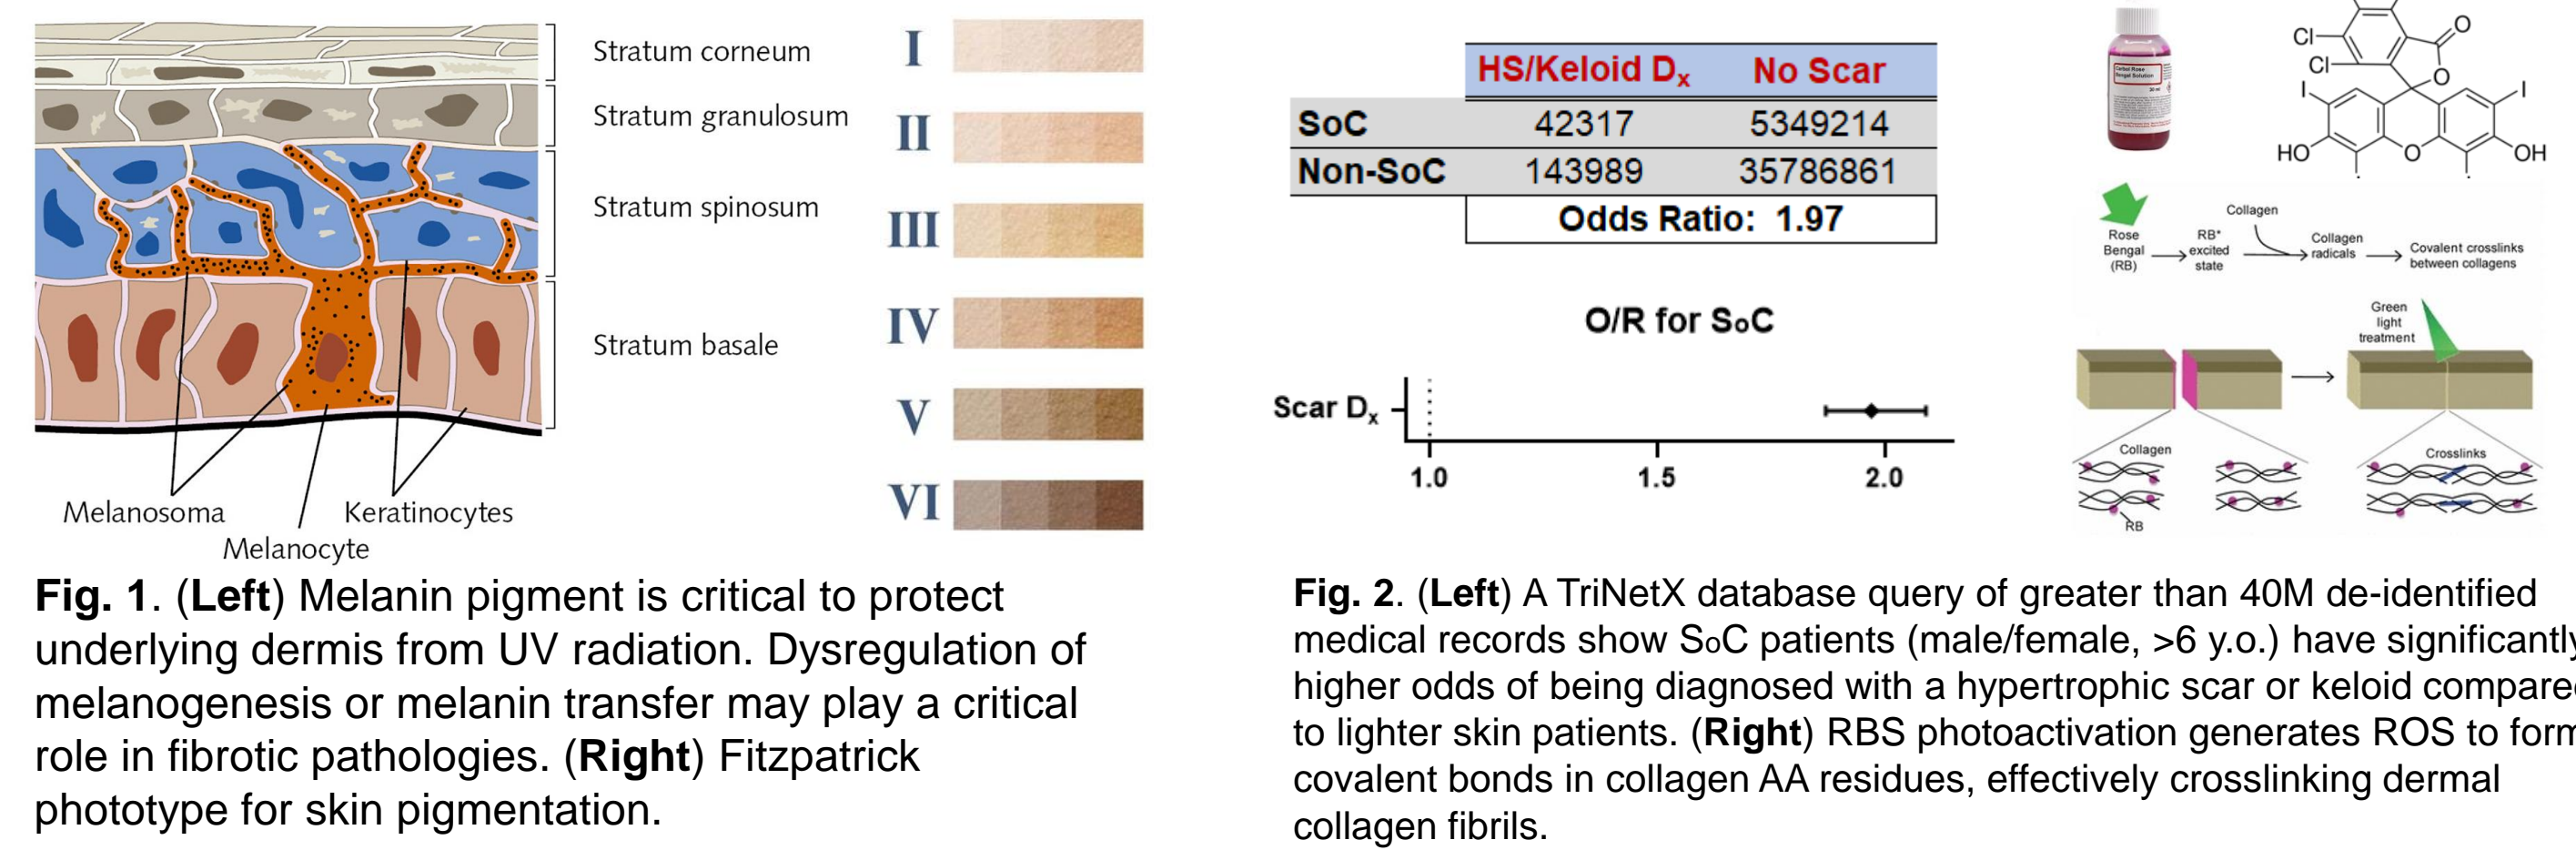 Stratum corneum
Stratum granulosum
Stratum spinosum
Stratum basale
Melanosoma
Keratinocytes
Melanocyte
I
II
III
IV
V
VI
Fig. 1. (Left) Melanin pigment is critical to protect
underlying dermis from UV radiation. Dysregulation of
melanogenesis or melanin transfer may play a critical
role in fibrotic pathologies. (Right) Fitzpatrick
phototype for skin pigmentation.
HS/Keloid Dx No Scar
SoC 42317 5349214
Non-SoC 143989 35786861
Odds Ratio: 1.97
O/R for SoC
Scar Dx
1.0 1.5 2.0
Cl
Cl
O
O
I
I
HO
O
OH
Rose
Bengal
(RB)
RB*
excited
state
Collagen
Collagen
radicals
Covalent crosslinks
between collagens
Green
light
treatment
Collagen
RB
Crosslinks
Fig. 2. (Left) A TriNetX database query of greater than 40M de-identified
medical records show SoC patients (male/female, >6 y.o.) have significantly
higher odds of being diagnosed with a hypertrophic scar or keloid compared
to lighter skin patients. (Right) RBS photoactivation generates ROS to form
covalent bonds in collagen AA residues, effectively crosslinking dermal
collagen fibrils.